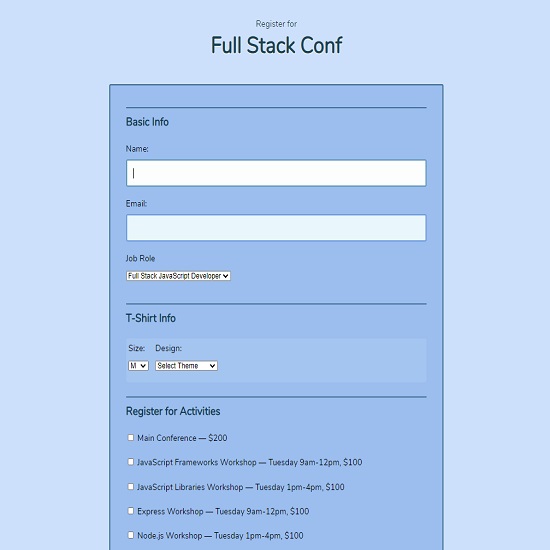 Register for
Full Stack Conf
Basic Info
Name:
Email:
Job Role
Full Stack JavaScript Developer
T-Shirt Info
Size: Design:
M Select Theme
Register for Activities
Main Conference — $200
JavaScript Frameworks Workshop — Tuesday 9am-12pm, $100
JavaScript Libraries Workshop — Tuesday 1pm-4pm, $100
Express Workshop — Tuesday 9am-12pm, $100
Node.js Workshop — Tuesday 1pm-4pm, $100